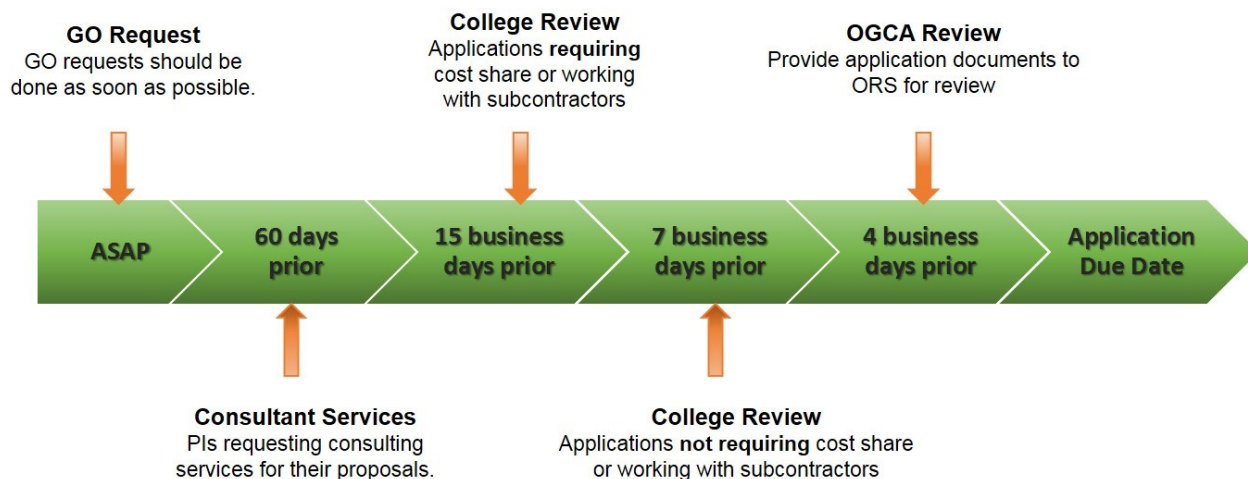 GO Request
GO requests should be
done as soon as possible.
College Review
Applications requiring
cost share or working
with subcontractors
OGCA Review
Provide application documents to
ORS for review
ASAP
60 days
prior
15 business
days prior
7 business
days prior
4 business
days prior
Application
Due Date
Consultant Services
PIs requesting consulting
services for their proposals.
College Review
Applications not requiring cost share
or working with subcontractors